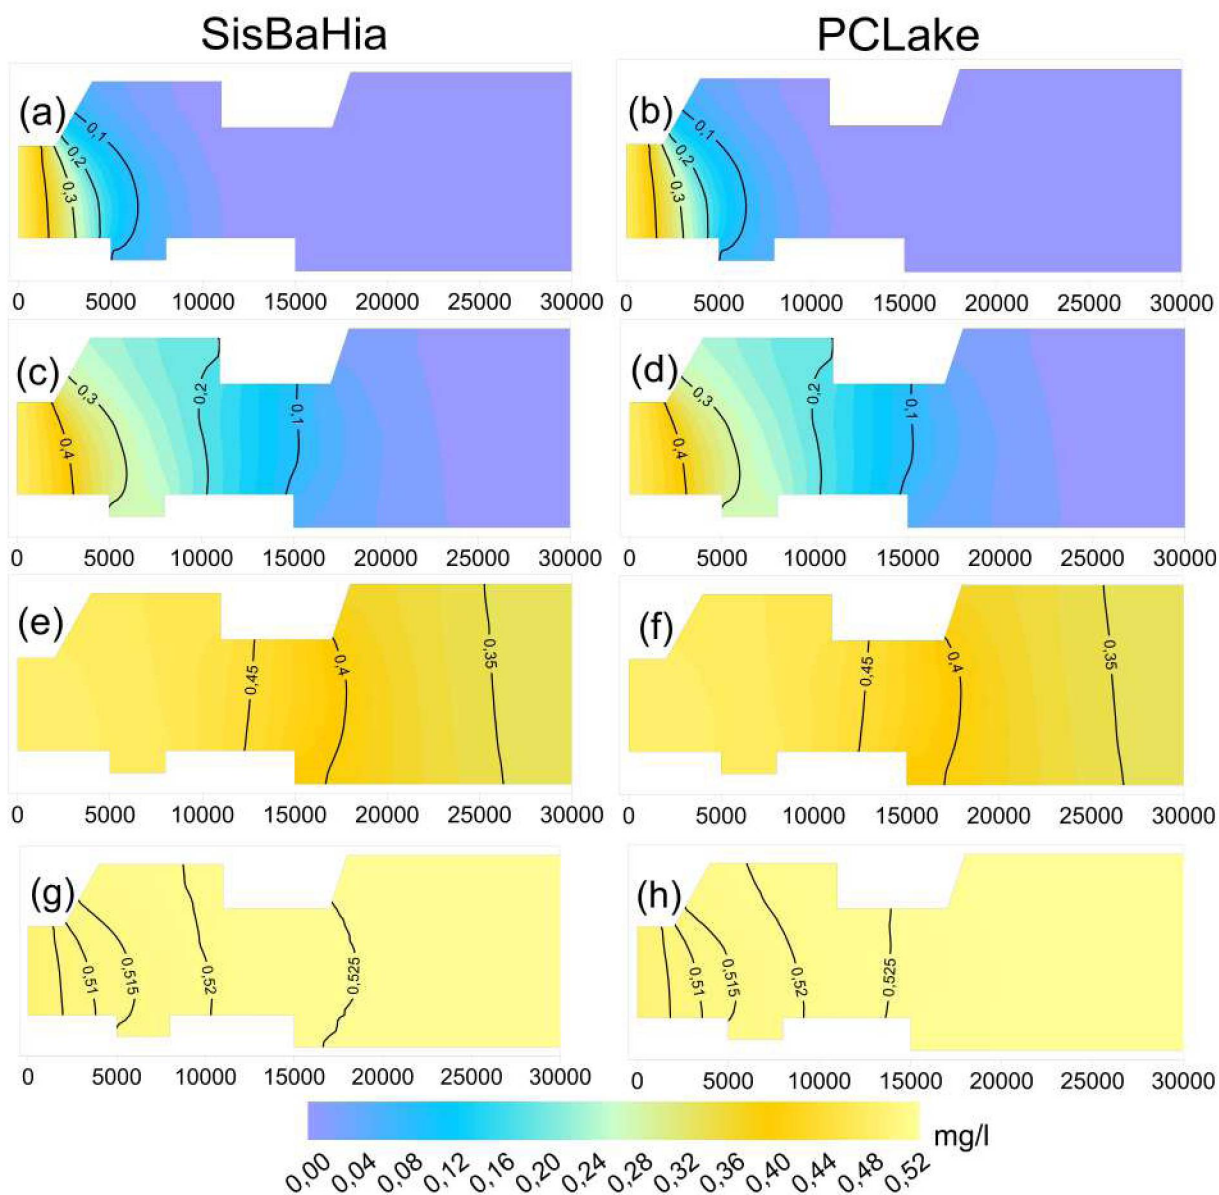 SisBaHia PCLake
(a) 0,1 0,2 0,3
(b) 0,1 0,2 0,3
0 5000 10000 15000 20000 25000 30000
0 5000 10000 15000 20000 25000 30000
(c) 0,3 0,4 0,2 0,1
(d) 0,3 0,4 0,2 0,1
0 5000 10000 15000 20000 25000 30000
0 5000 10000 15000 20000 25000 30000
(e) 0,45 0,4 0,35
(f) 0,45 0,4 0,35
0 5000 10000 15000 20000 25000 30000
0 5000 10000 15000 20000 25000 30000
(g) 0,51 0,515 0,52 0,525
(h) 0,51 0,515 0,52 0,525
0 5000 10000 15000 20000 25000 30000
0 5000 10000 15000 20000 25000 30000
mg/l
0,00 0,04 0,08 0,12 0,16 0,20 0,24 0,28 0,32 0,36 0,40 0,44 0,48 0,52